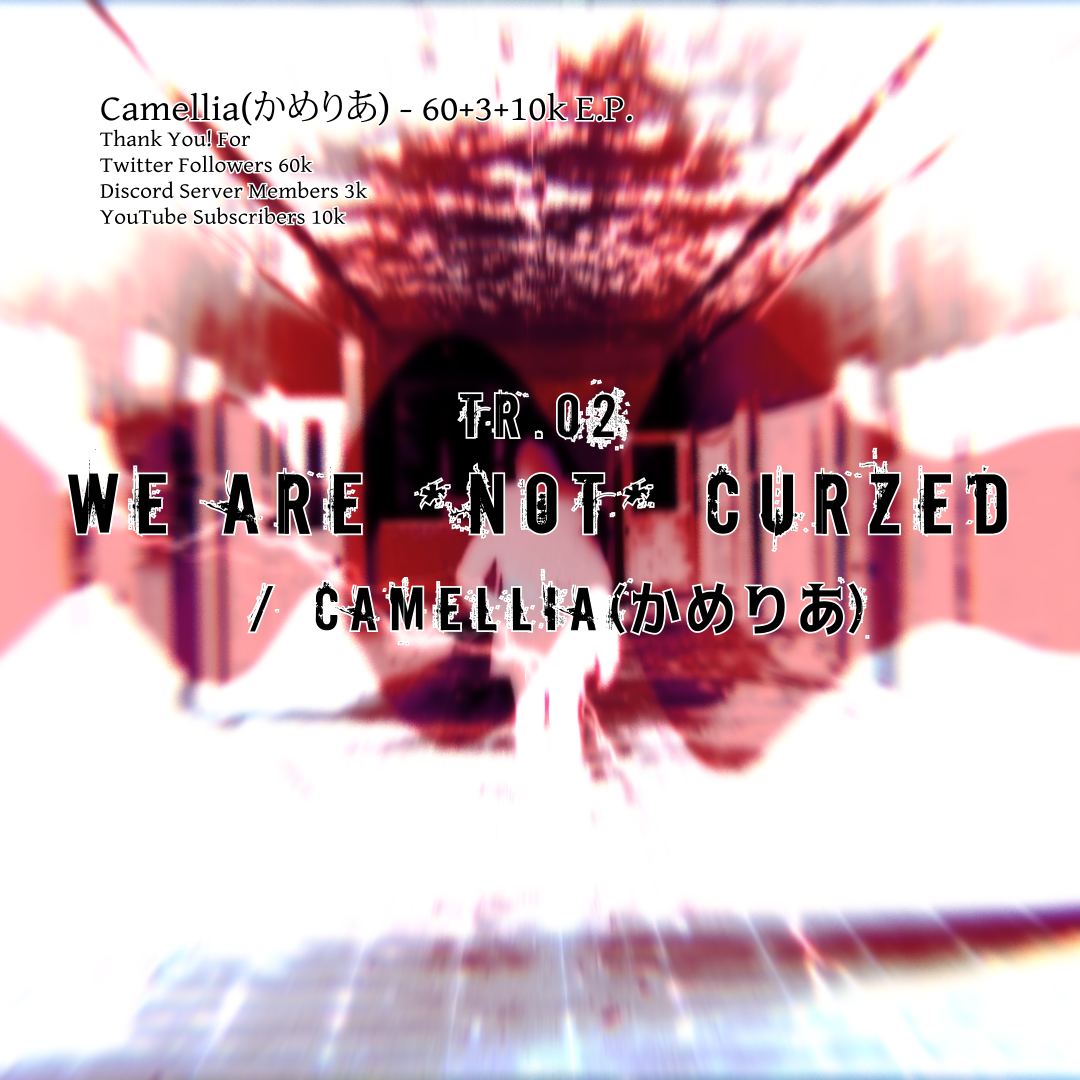 Camellia(かめりあ) – 60+3+10k E.P.
Thank You! For
Twitter Followers 60k
Discord Server Members 3k
YouTube Subscribers 10k
TR.02
WE ARE *NOT* CURZED
/ CAMELLIA(かめりあ)